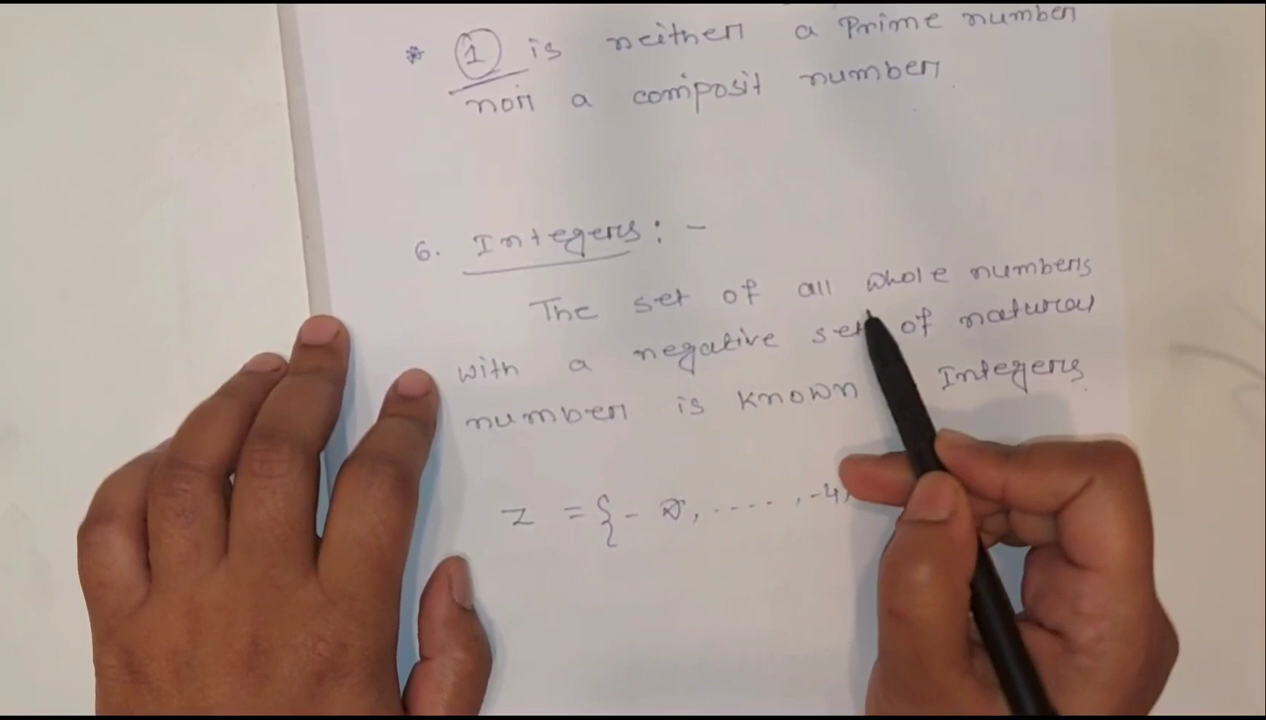 * 1 is neither a Prime number
nor a composit number.
6. Integers : -
The set of all whole numbers
with a negative set of natural
number is known Integers.
Z = {- ∞, ....., -4,